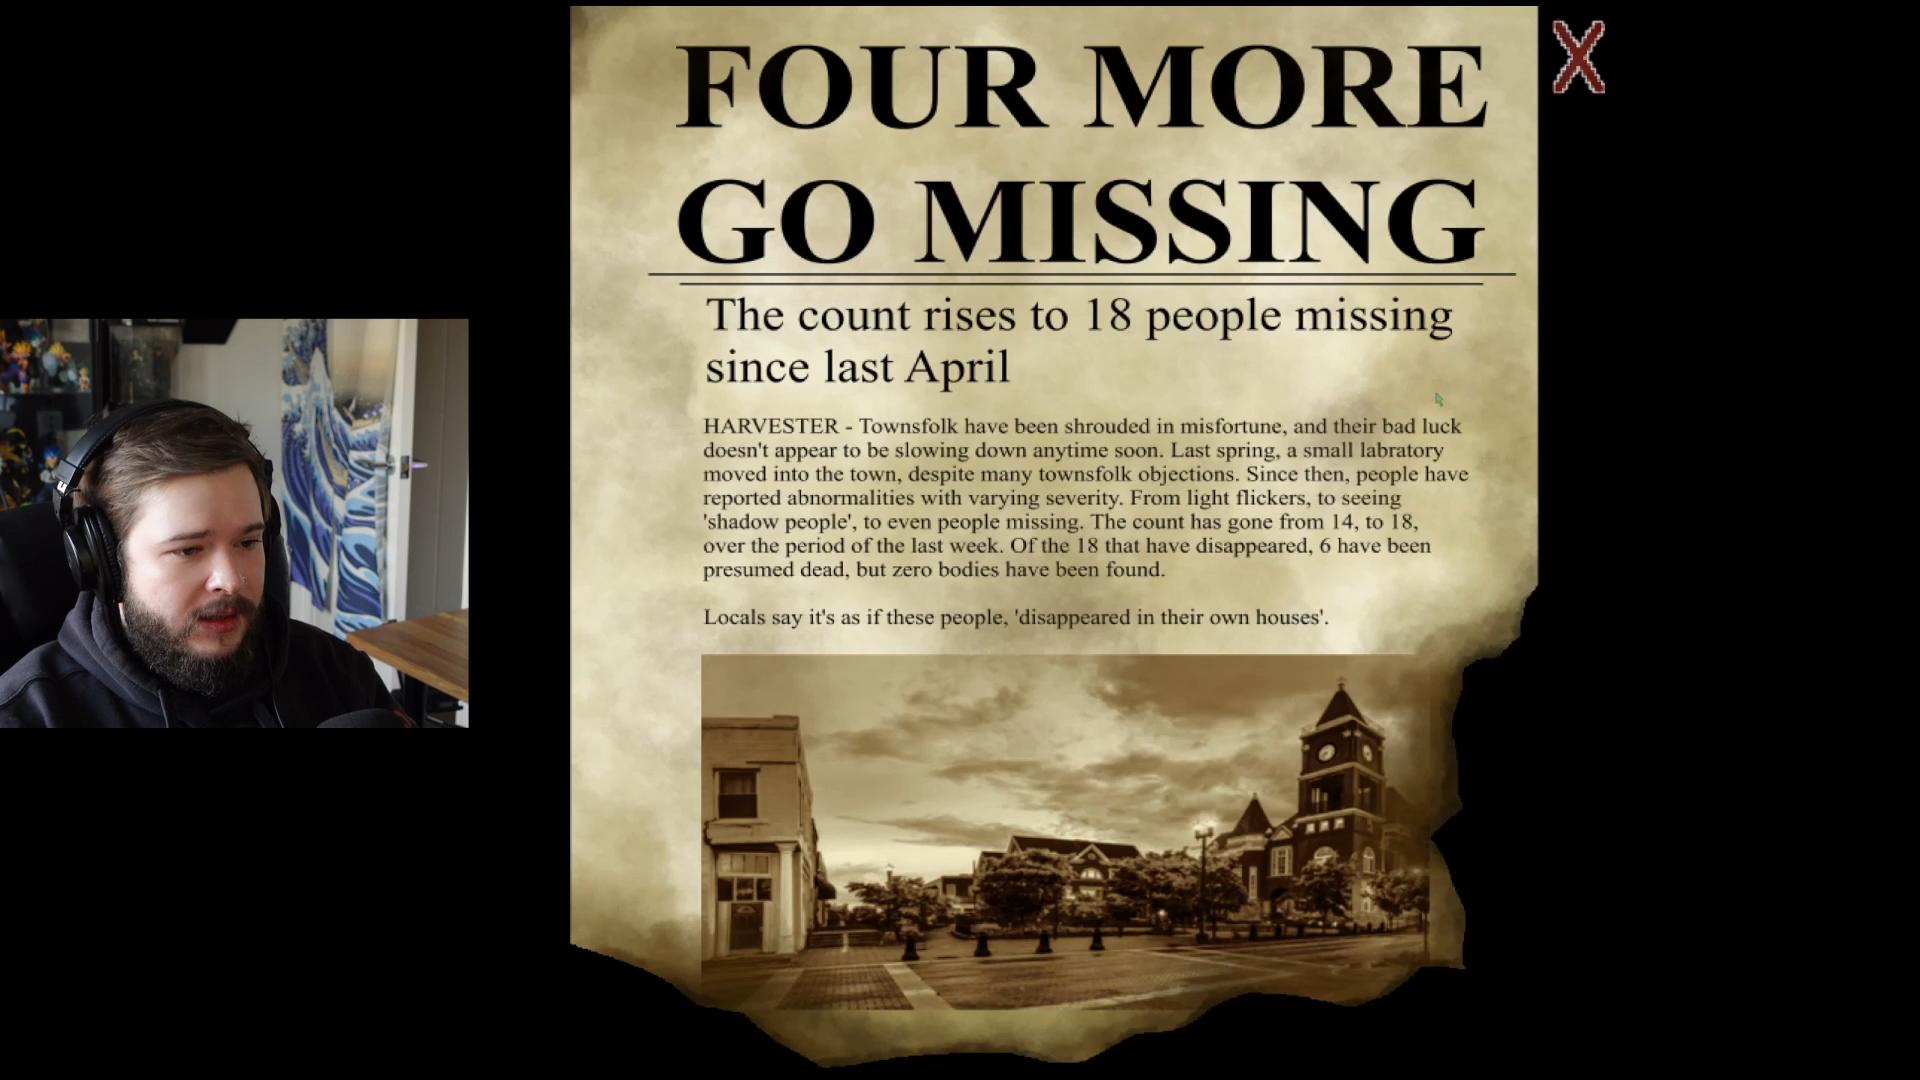 FOUR MORE
GO MISSING
The count rises to 18 people missing
since last April
HARVESTER - Townsfolk have been shrouded in misfortune, and their bad luck
doesn't appear to be slowing down anytime soon. Last spring, a small labratory
moved into the town, despite many townsfolk objections. Since then, people have
reported abnormalities with varying severity. From light flickers, to seeing
'shadow people', to even people missing. The count has gone from 14, to 18,
over the period of the last week. Of the 18 that have disappeared, 6 have been
presumed dead, but zero bodies have been found.
Locals say it's as if these people, 'disappeared in their own houses'.